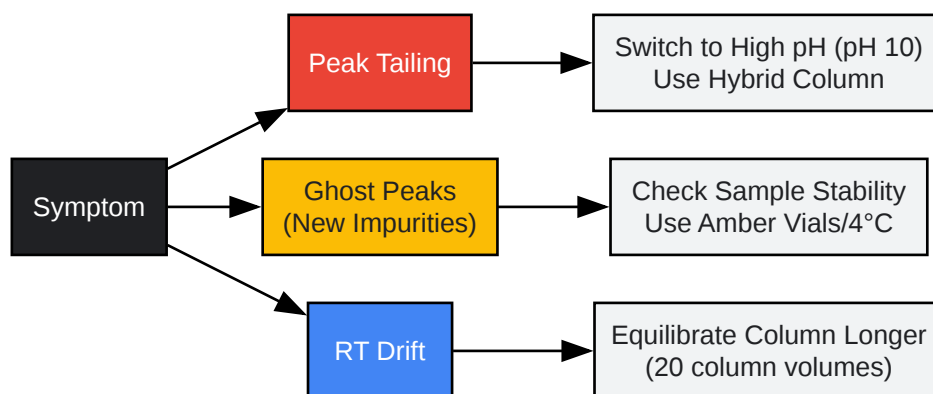 Symptom
Peak Tailing
Switch to High pH (pH 10)
Use Hybrid Column
Ghost Peaks
(New Impurities)
Check Sample Stability
Use Amber Vials/4°C
RT Drift
Equilibrate Column Longer
(20 column volumes)